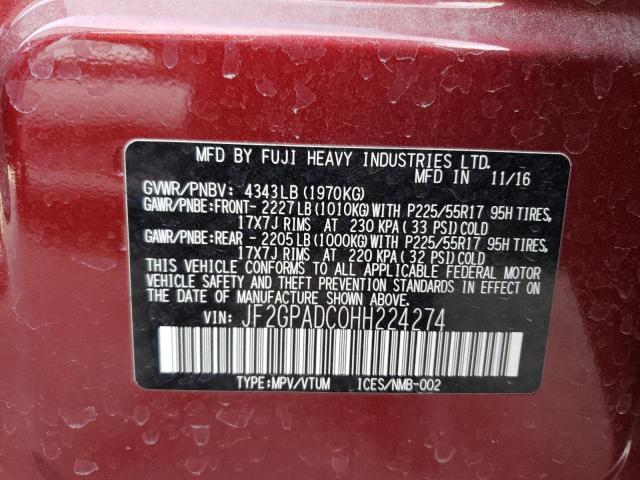 MFD BY FUJI HEAVY INDUSTRIES LTD.
MFD IN 11/16
GVWR/PNBV: 4343LB (1970KG)
GAWR/PNBE:FRONT- 2227LB (1010KG) WITH P225/55R17 95H TIRES,
17X7J RIMS AT 230 KPA (33 PSI) COLD
GAWR/PNBE:REAR - 2205LB (1000KG) WITH P225/55R17 95H TIRES,
17X7J RIMS AT 220 KPA (32 PSI) COLD
THIS VEHICLE CONFORMS TO ALL APPLICABLE FEDERAL MOTOR
VEHICLE SAFETY AND THEFT PREVENTION STANDARDS IN EFFECT
ON THE DATE OF MANUFACTURE SHOWN ABOVE.
VIN: JF2GPADC0HH224274
TYPE:MPV/VTUM ICES/NMB-002